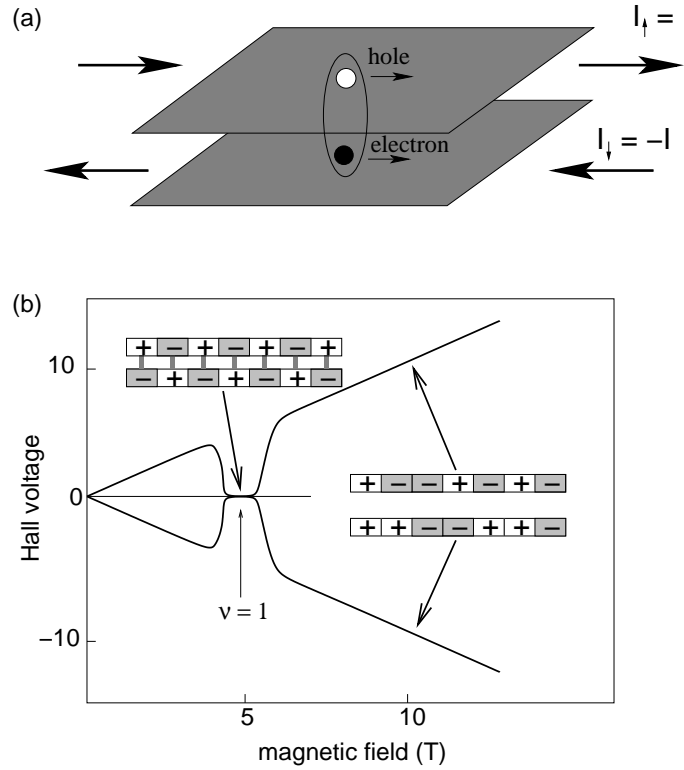 (a)
I↑ =
hole
electron
I↓ = −I
(b)
+ − + − + − +
− + − + − + −
10
+ − − + − + −
0
+ + − − + + −
ν = 1
−10
5
10
Hall voltage
magnetic field (T)